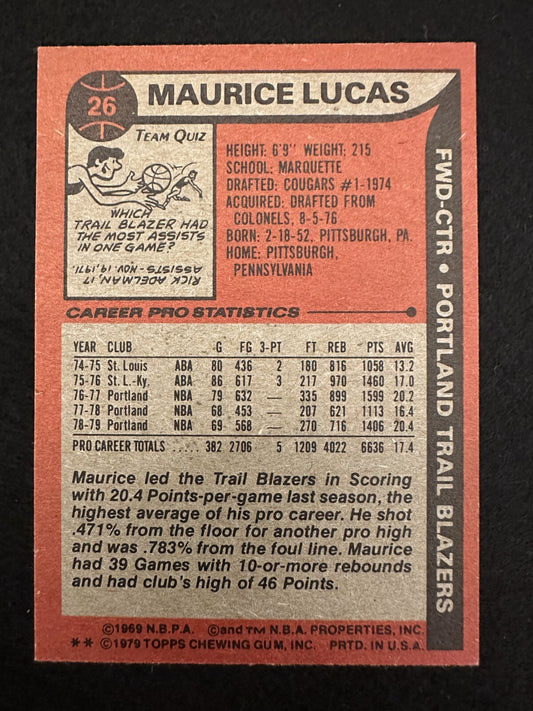 26
MAURICE LUCAS
TEAM QUIZ
WHICH
TRAIL BLAZER HAD
THE MOST ASSISTS
IN ONE GAME?
RICK ADELMAN, 17
ASSISTS-NOV. 19, 1971.
HEIGHT: 6'9" WEIGHT: 215
SCHOOL: MARQUETTE
DRAFTED: COUGARS #1-1974
ACQUIRED: DRAFTED FROM
COLONELS, 8-5-76
BORN: 2-18-52, PITTSBURGH, PA.
HOME: PITTSBURGH,
PENNSYLVANIA
FWD-CTR • PORTLAND TRAIL BLAZERS
CAREER PRO STATISTICS
YEAR CLUB G FG 3-PT FT REB PTS AVG
74-75 St. Louis ABA 80 436 2 180 816 1058 13.2
75-76 St. L.-Ky. ABA 86 617 3 217 970 1460 17.0
76-77 Portland NBA 79 632 — 335 899 1599 20.2
77-78 Portland NBA 68 453 — 207 621 1113 16.4
78-79 Portland NBA 69 568 — 270 716 1406 20.4
PRO CAREER TOTALS ..... 382 2706 5 1209 4022 6636 17.4
Maurice led the Trail Blazers in Scoring
with 20.4 Points-per-game last season, the
highest average of his pro career. He shot
.471% from the floor for another pro high
and was .783% from the foul line. Maurice
had 39 Games with 10-or-more rebounds
and had club's high of 46 Points.
©1969 N.B.P.A. ©and TM N.B.A. PROPERTIES, INC.
** ©1979 TOPPS CHEWING GUM, INC. PRTD. IN U.S.A.